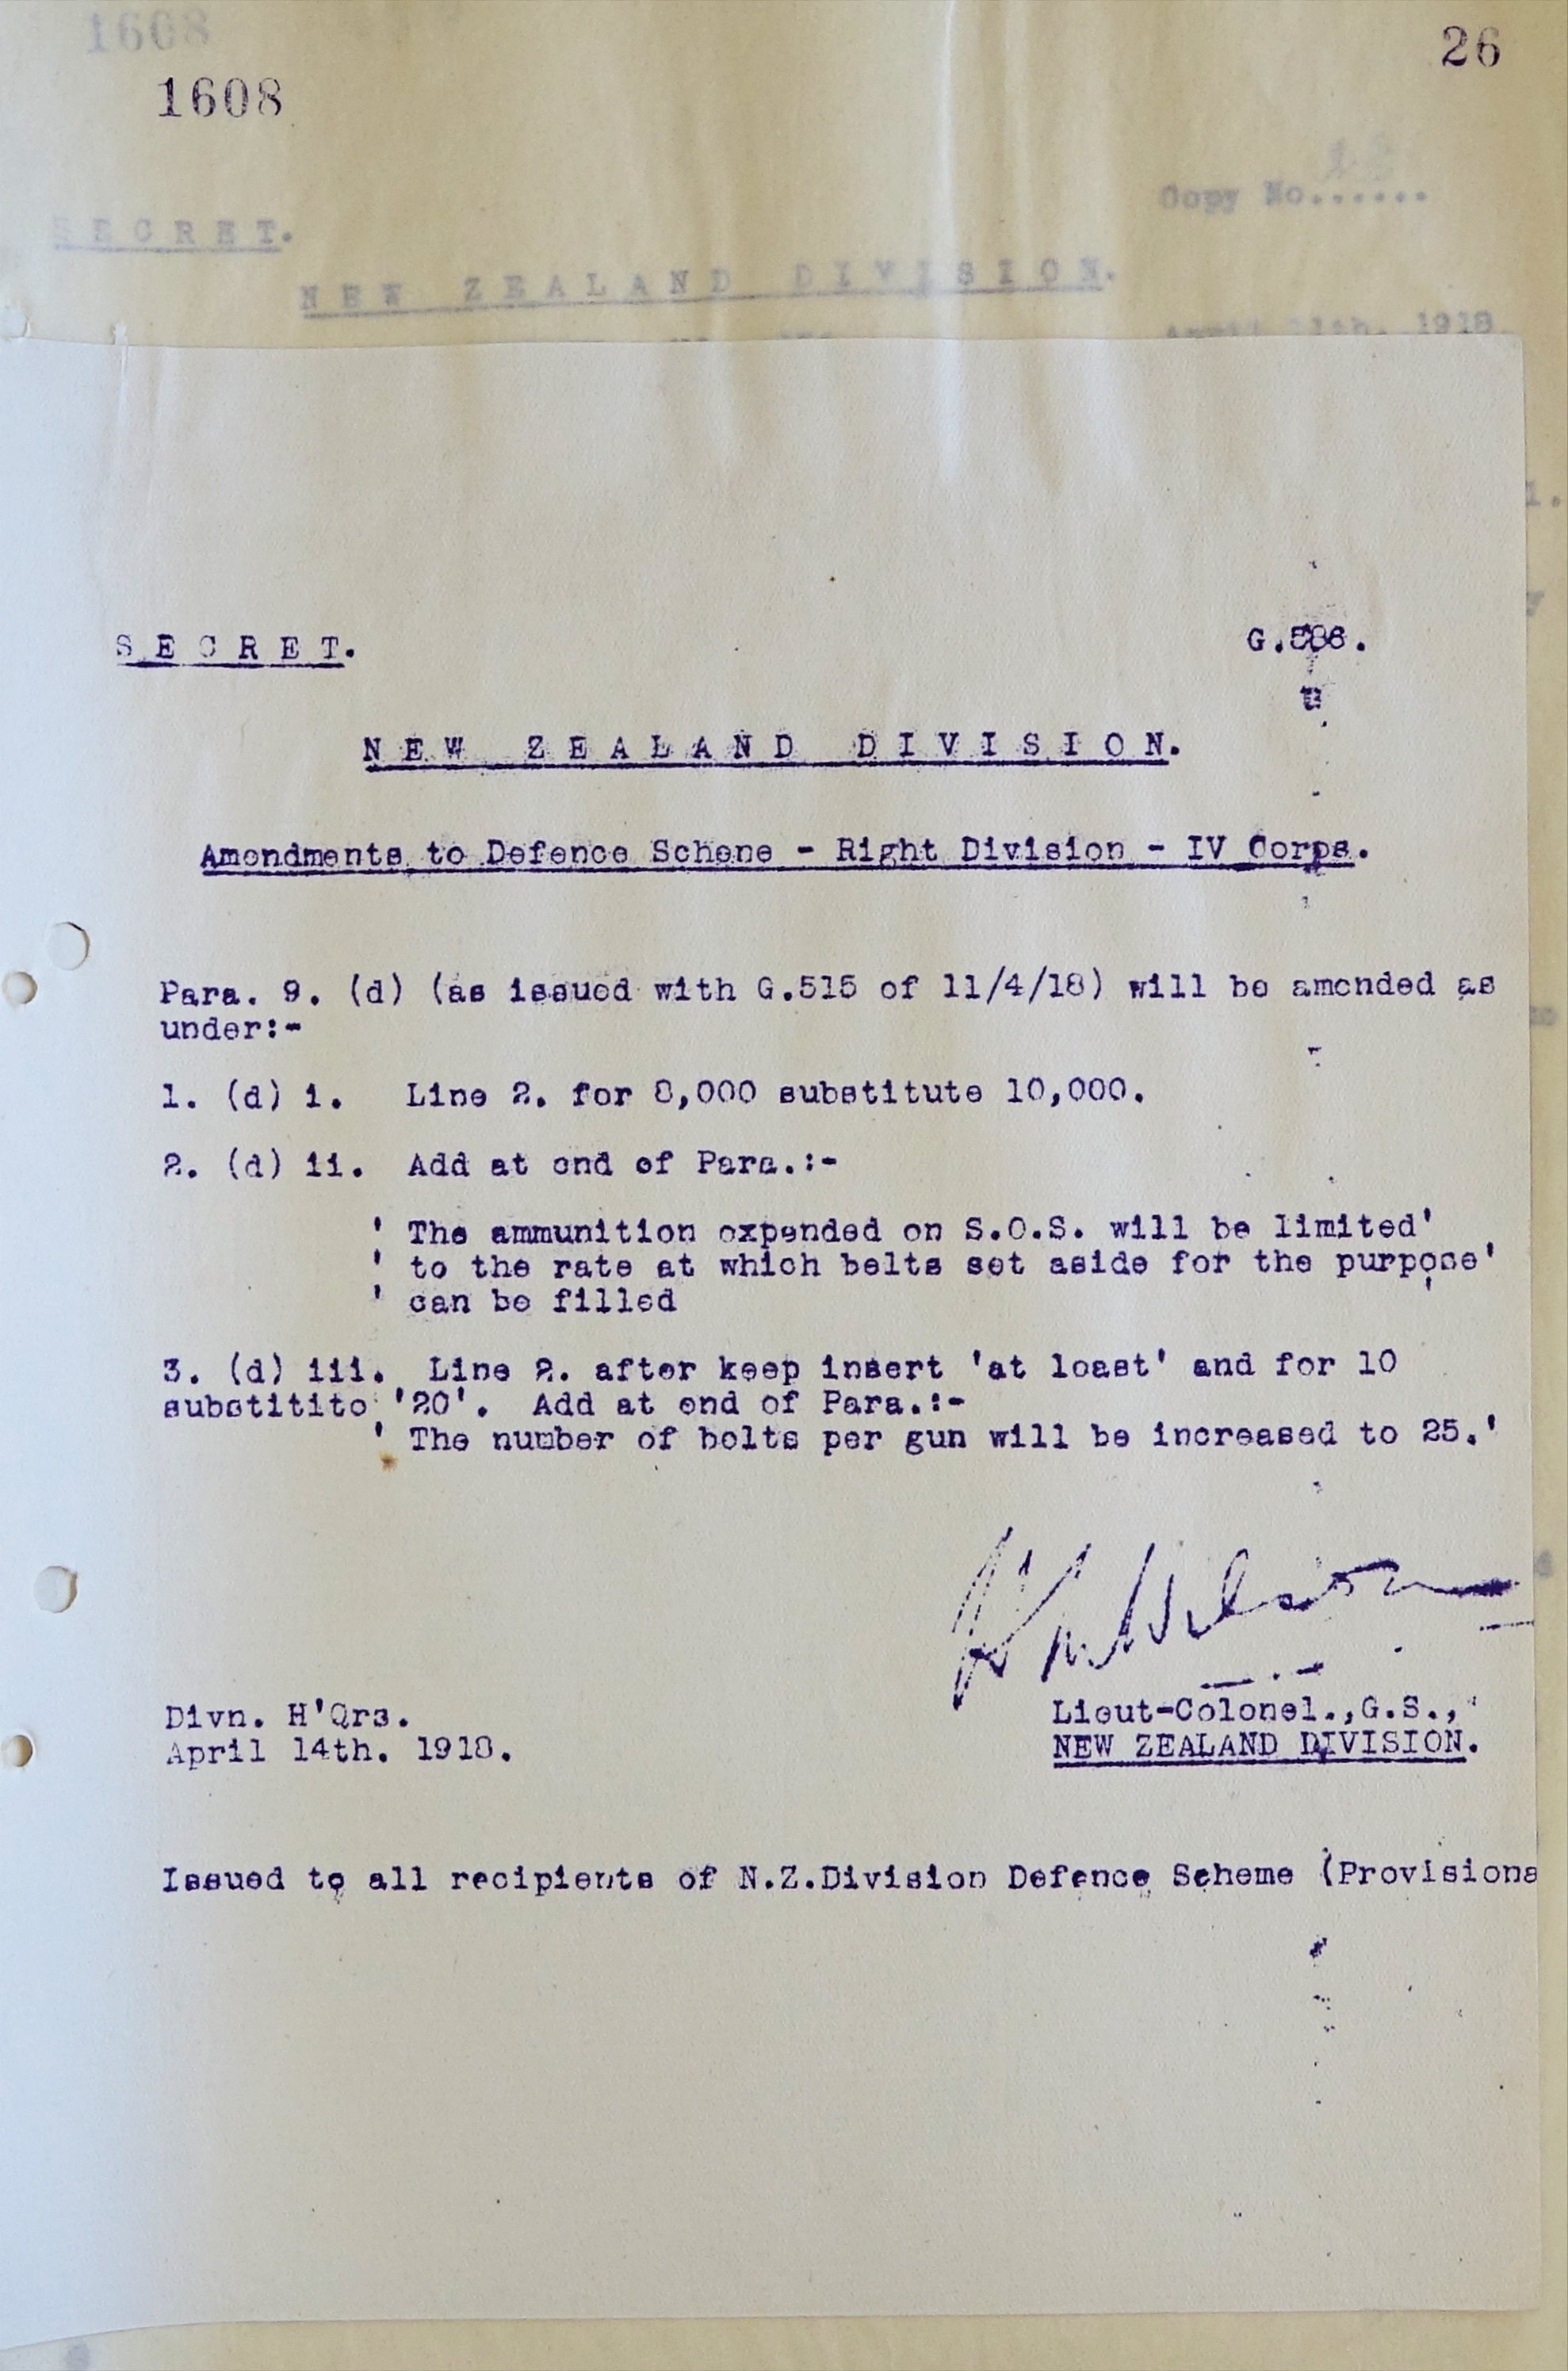 1608
1608
26
Copy No......
SECRET.
NEW ZEALAND DIVISION.
April 11th. 1918
SECRET.
G.586.
NEW ZEALAND DIVISION.
Amendments to Defence Scheme - Right Division - IV Corps.
Para. 9. (d) (as issued with G.515 of 11/4/18) will be amended as
under:-
1. (d) i. Line 2. for 8,000 substitute 10,000.
2. (d) ii. Add at end of Para.:-
' The ammunition expended on S.O.S. will be limited'
' to the rate at which belts set aside for the purpose'
' can be filled '
3. (d) iii. Line 2. after keep insert 'at least' and for 10
substitito '20'. Add at end of Para.:-
' The number of belts per gun will be increased to 25.'
Divn. H'Qrs.
Lieut-Colonel.,G.S.,
April 14th. 1918.
NEW ZEALAND DIVISION.
Issued to all recipients of N.Z.Division Defence Scheme (Provisiona